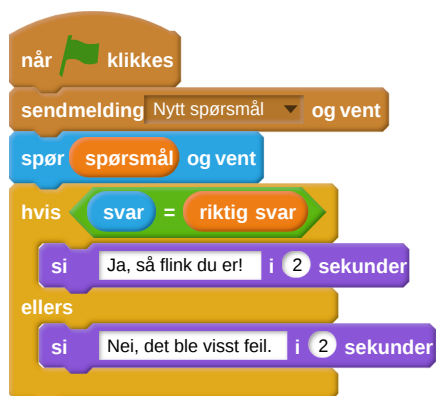 når klikkes
sendmelding Nytt spørsmål og vent
spør spørsmål og vent
hvis svar = riktig svar
si Ja, så flink du er! i 2 sekunder
ellers
si Nei, det ble visst feil. i 2 sekunder